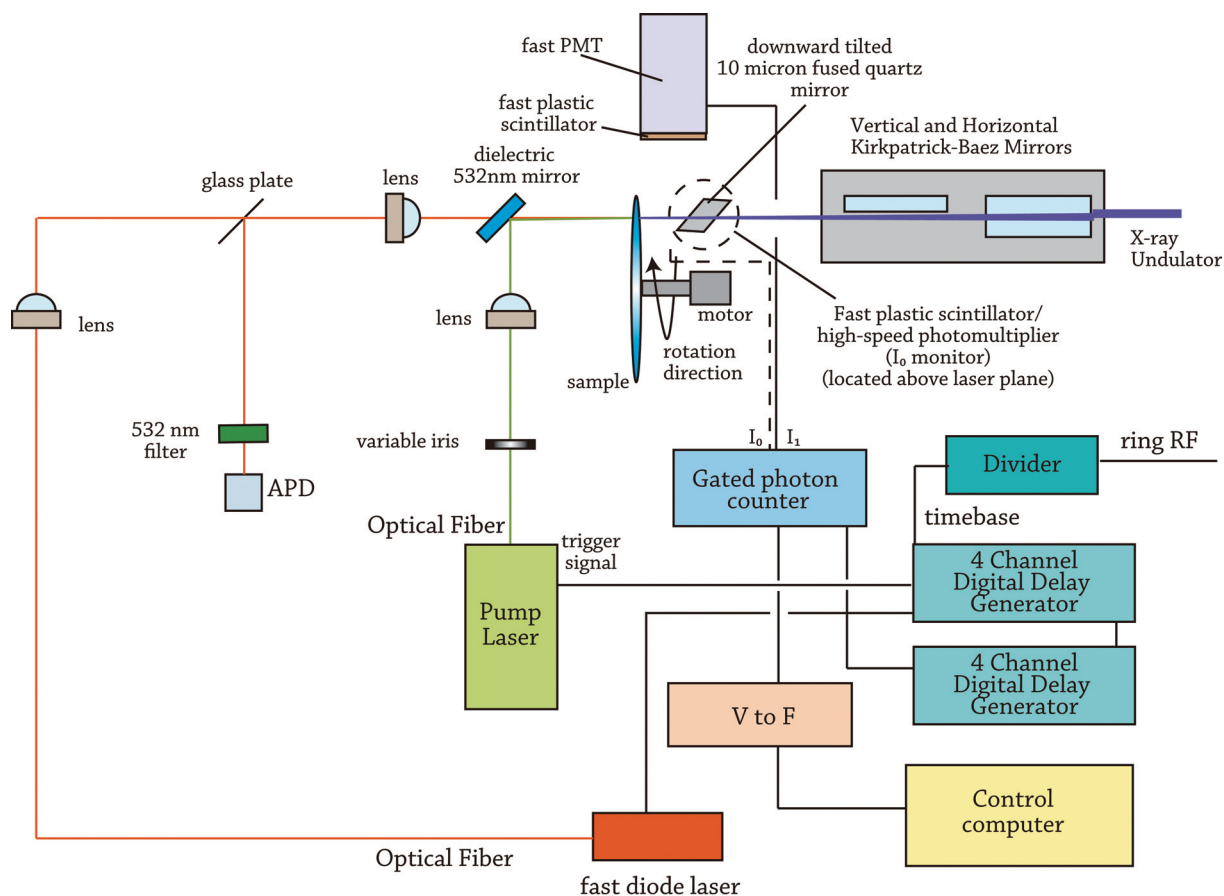 fast PMT
downward tilted
10 micron fused quartz
mirror
fast plastic
scintillator
Vertical and Horizontal
Kirkpatrick-Baez Mirrors
dielectric
532nm mirror
lens
glass plate
X-ray
Undulator
lens
lens
motor
Fast plastic scintillator/
high-speed photomultiplier
(I₀ monitor)
(located above laser plane)
rotation
direction
sample
532 nm
filter
variable iris
I₀
I₁
ring RF
Divider
APD
Gated photon
counter
Optical Fiber
timebase
trigger
signal
4 Channel
Digital Delay
Generator
Pump
Laser
4 Channel
Digital Delay
Generator
V to F
Control
computer
Optical Fiber
fast diode laser